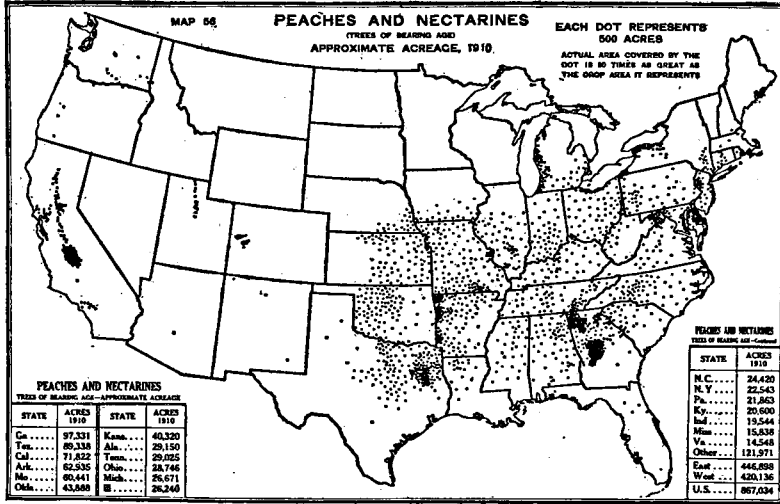 MAP 56
PEACHES AND NECTARINES
(TREES OF BEARING AGE)
APPROXIMATE ACREAGE, 1910.
EACH DOT REPRESENTS
500 ACRES
ACTUAL AREA COVERED BY THE
DOT IS 80 TIMES AS GREAT AS
THE CROP AREA IT REPRESENTS
PEACHES AND NECTARINES
TREES OF BEARING AGE—APPROXIMATE ACREAGE
STATE ACRES 1910 STATE ACRES 1910
Ga ..... 97,331 Kans. .... 40,320
Tex. .... 89,338 Ala. .... 29,150
Cal ..... 71,822 Tenn. .... 29,025
Ark. .... 62,935 Ohio. .... 28,746
Mo ..... 60,441 Mich. .... 26,671
Okla. .... 43,888 26,246
PEACHES AND NECTARINES
TREES OF BEARING AGE—Continued
STATE ACRES 1910
N. C. .... 24,420
N. Y. .... 22,543
Pa. ..... 21,863
Ky. ..... 20,600
Ind ..... 19,544
Miss .... 15,838
Va ..... 14,548
Other .. 121,971
East .... 446,898
West ... 420,136
U.S. .... 867,034